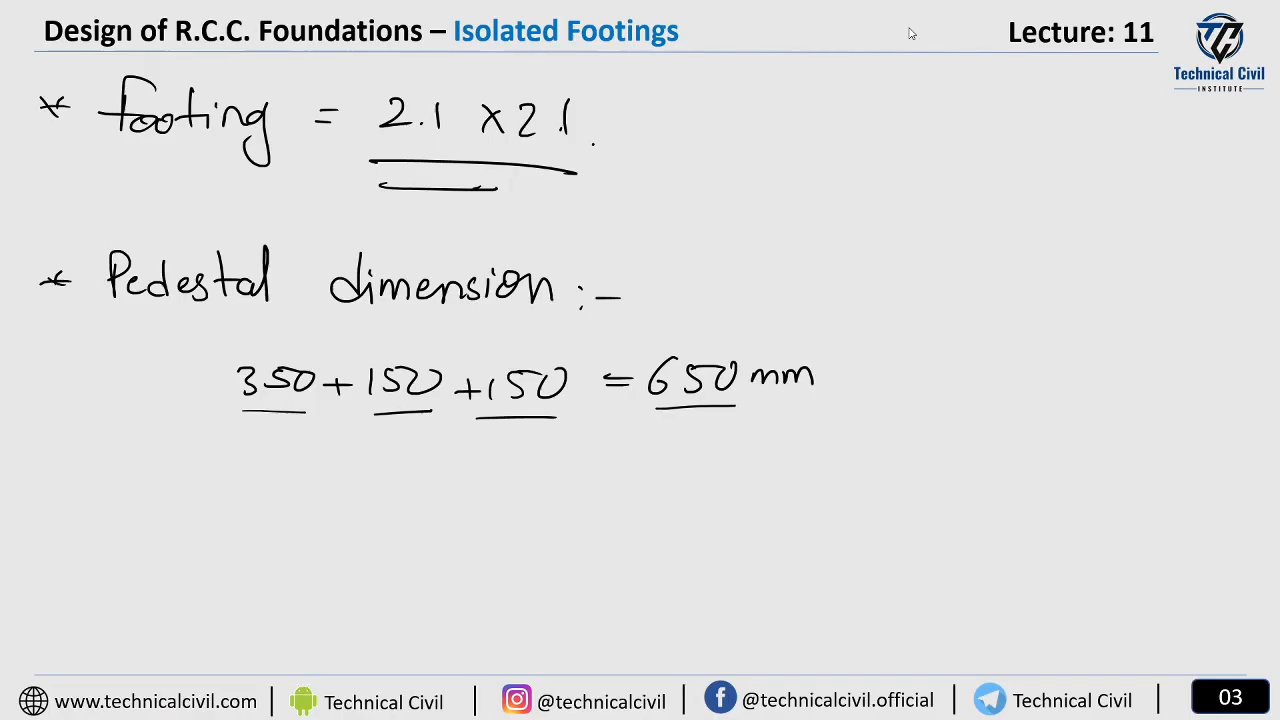 Design of R.C.C. Foundations – Isolated Footings
Lecture: 11
TC
Technical Civil
INSTITUTE
* footing = 2.1 x 2.1
* Pedestal dimension :-
350 + 150 + 150 = 650 mm
www.technicalcivil.com
Technical Civil
@technicalcivil
@technicalcivil.official
Technical Civil
03